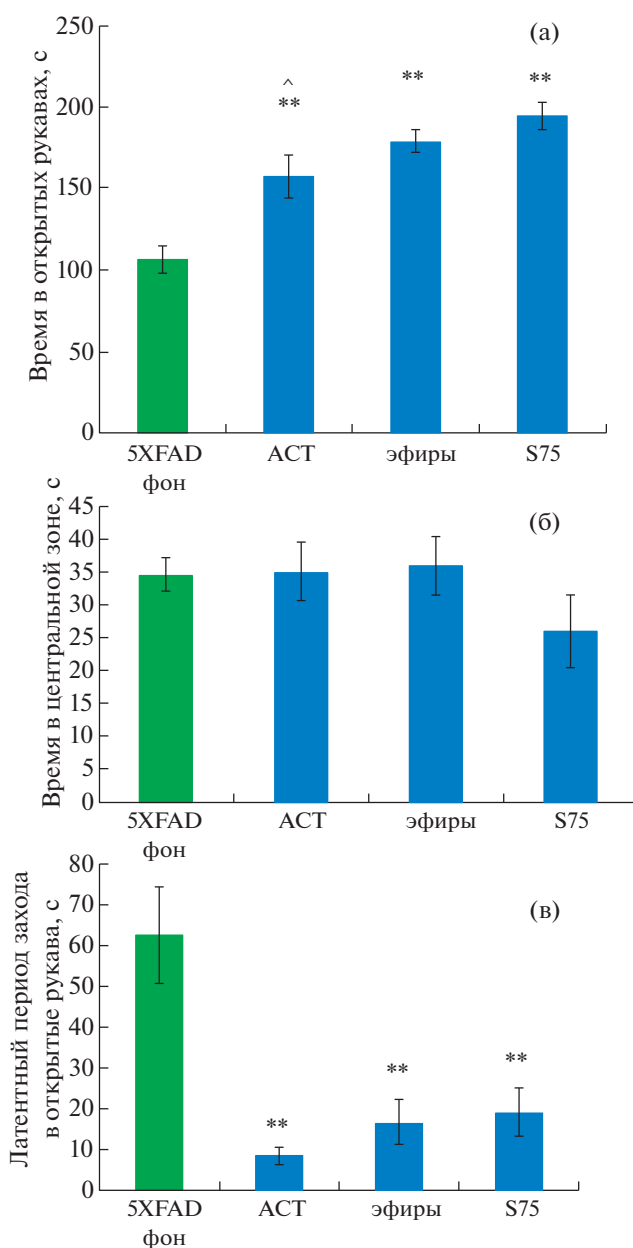 250
(а)
^
**
**
**
200
150
100
50
0
Время в открытых рукавах, с
5XFAD
фон
АСТ
эфиры
S75
45
(б)
40
35
30
25
20
15
10
5
0
Время в центральной зоне, с
5XFAD
фон
АСТ
эфиры
S75
80
(в)
70
60
50
40
30
20
10
0
**
**
**
Латентный период захода
в открытые рукава, с
5XFAD
фон
АСТ
эфиры
S75